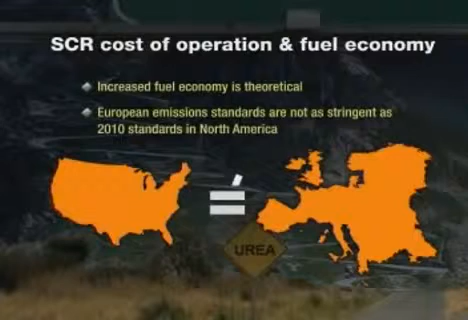 SCR cost of operation & fuel economy
Increased fuel economy is theoretical
European emissions standards are not as stringent as
2010 standards in North America
UREA